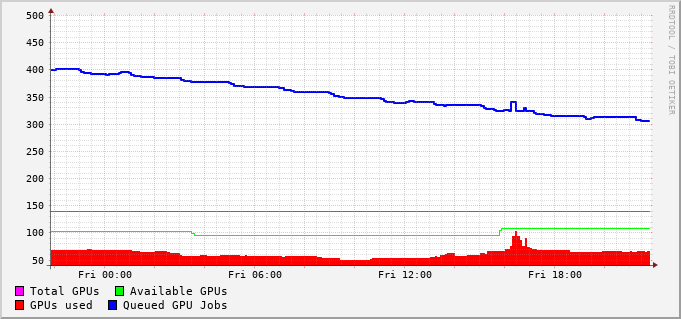 500
450
400
350
300
250
200
150
100
50
Fri 00:00 Fri 06:00 Fri 12:00 Fri 18:00
Total GPUs Available GPUs
GPUs used Queued GPU Jobs
RRDTOOL / TOBI OETIKER